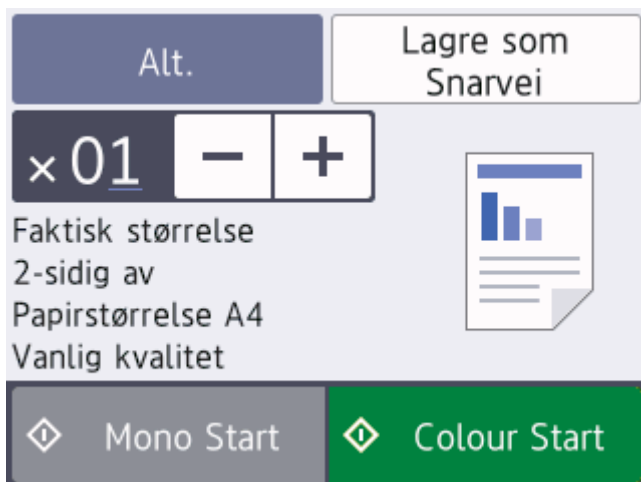 Alt.
Lagre som
Snarvei
×01
− +
Faktisk størrelse
2-sidig av
Papirstørrelse A4
Vanlig kvalitet
Mono Start
Colour Start